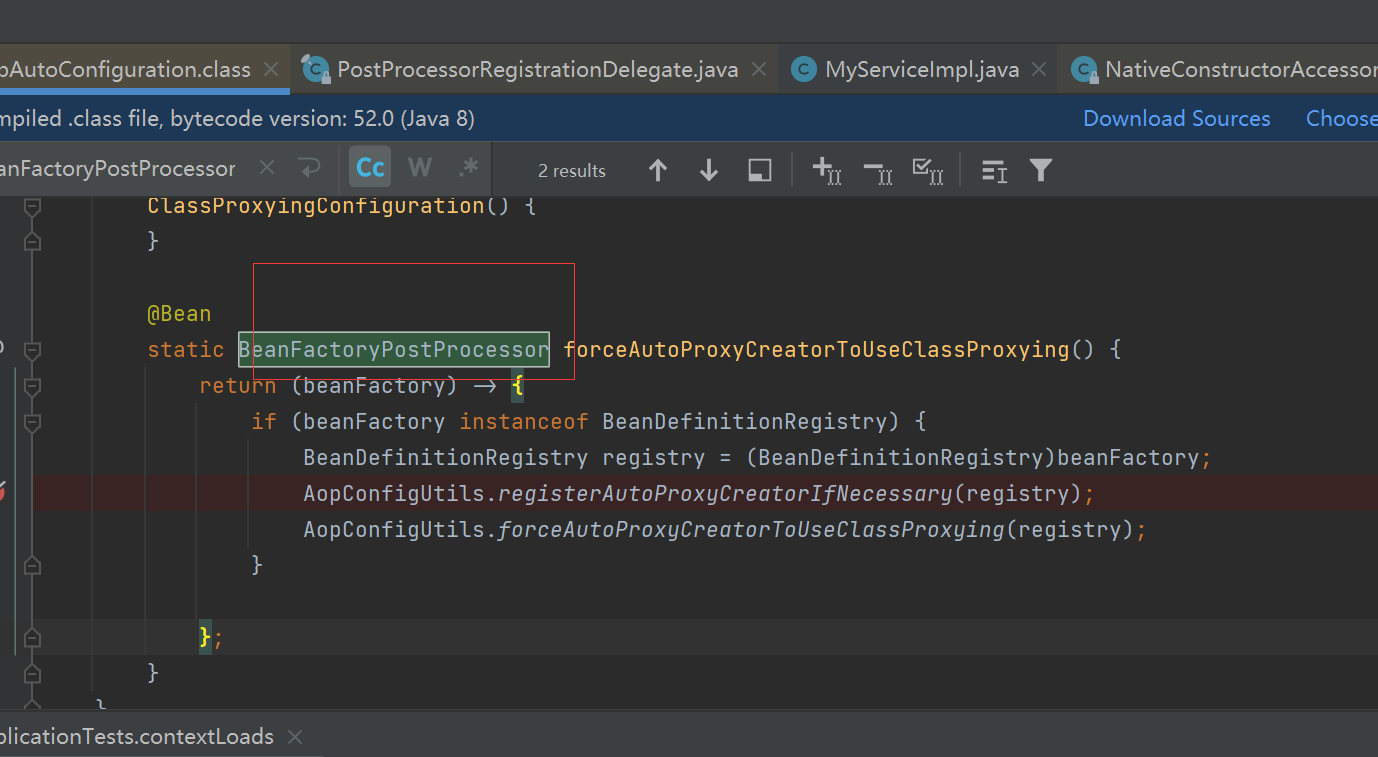 pAutoConfiguration.class PostProcessorRegistrationDelegate.java MyServiceImpl.java NativeConstructorAccessor
mpiled .class file, bytecode version: 52.0 (Java 8) Download Sources Choose
anFactoryPostProcessor Cc W .* 2 results
ClassProxyingConfiguration() {
}
@Bean
static BeanFactoryPostProcessor forceAutoProxyCreatorToUseClassProxying() {
return (beanFactory) -> {
if (beanFactory instanceof BeanDefinitionRegistry) {
BeanDefinitionRegistry registry = (BeanDefinitionRegistry)beanFactory;
AopConfigUtils.registerAutoProxyCreatorIfNecessary(registry);
AopConfigUtils.forceAutoProxyCreatorToUseClassProxying(registry);
}
};
}
}
plicationTests.contextLoads